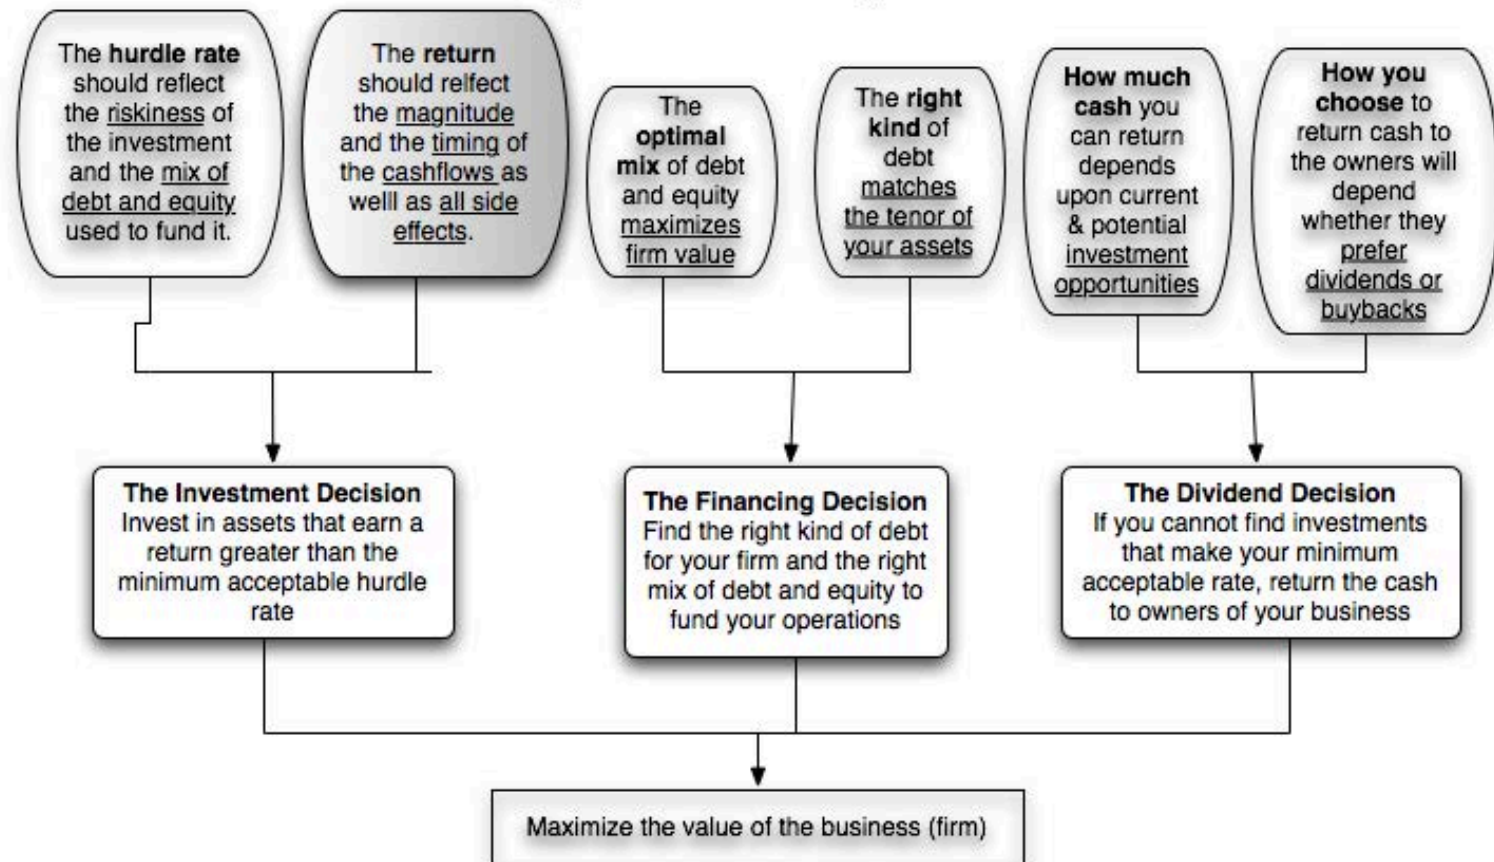 The hurdle rate
should reflect
the riskiness of
the investment
and the mix of
debt and equity
used to fund it.
The return
should relfect
the magnitude
and the timing of
the cashflows as
welll as all side
effects.
The
optimal
mix of debt
and equity
maximizes
firm value
The right
kind of
debt
matches
the tenor of
your assets
How much
cash you
can return
depends
upon current
& potential
investment
opportunities
How you
choose to
return cash to
the owners will
depend
whether they
prefer
dividends or
buybacks
The Investment Decision
Invest in assets that earn a
return greater than the
minimum acceptable hurdle
rate
The Financing Decision
Find the right kind of debt
for your firm and the right
mix of debt and equity to
fund your operations
The Dividend Decision
If you cannot find investments
that make your minimum
acceptable rate, return the cash
to owners of your business
Maximize the value of the business (firm)